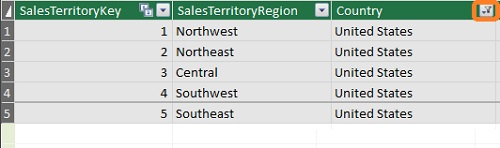 SalesTerritoryKey SalesTerritoryRegion Country
1 1 Northwest United States
2 2 Northeast United States
3 3 Central United States
4 4 Southwest United States
5 5 Southeast United States